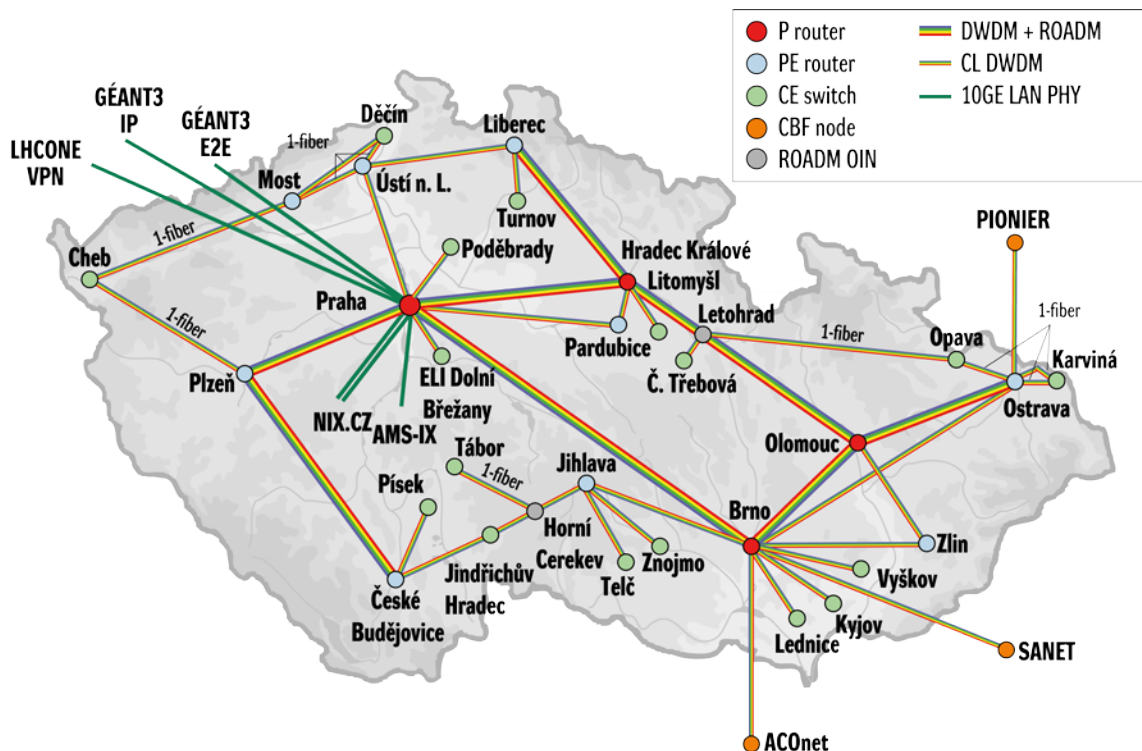 P router
PE router
CE switch
CBF node
ROADM OIN
DWDM + ROADM
CL DWDM
10GE LAN PHY
GÉANT3
IP
GÉANT3
E2E
LHCONE
VPN
Děčín
1-fiber
Liberec
Most
Ústí n. L.
Turnov
1-fiber
Cheb
Poděbrady
Praha
Hradec Králové
Litomyšl
Letohrad
PIONIER
1-fiber
1-fiber
Opava
Karviná
1-fiber
Plzeň
Pardubice
Č. Třebová
Ostrava
ELI Dolní
Břežany
NIX.CZ
AMS-IX
Olomouc
Tábor
1-fiber
Jihlava
Písek
Brno
Horní
Cerekev
Zlin
Jindřichův
Hradec
Telč
Znojmo
Vyškov
České
Budějovice
Kyjov
Lednice
SANET
ACOnet